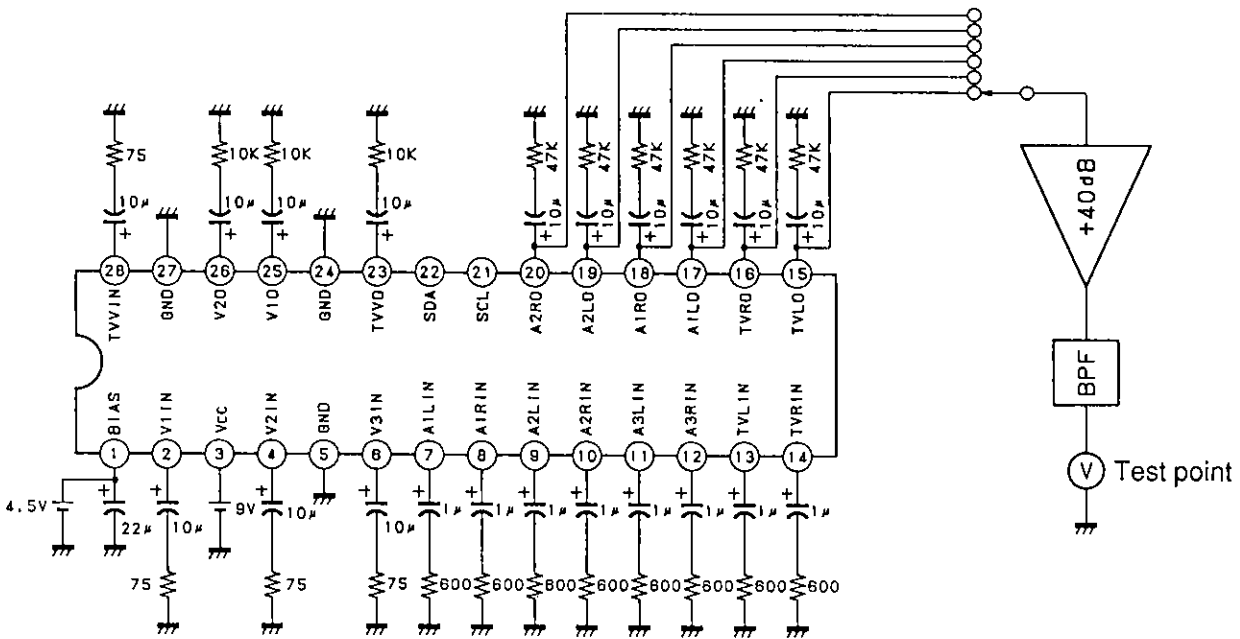 75 10K 10K 10K 47K 47K 47K 47K 47K 47K
10μ 10μ 10μ 10μ 10μ 10μ 10μ 10μ 10μ 10μ
+ + + + + + + + + +
+40dB
28 27 26 25 24 23 22 21 20 19 18 17 16 15
TVVIN GND V2O V1O GND TVVO SDA SCL A2RO A2LO A1RO A1LO TVRO TVLO
BPF
BIAS V1IN VCC V2IN GND V3IN A1LIN A1RIN A2LIN A2RIN A3LIN A3RIN TVLIN TVRIN
1 2 3 4 5 6 7 8 9 10 11 12 13 14
V Test point
+ + + + + + + + + + + +
4.5V 22μ 10μ 9V 10μ 10μ 1μ 1μ 1μ 1μ 1μ 1μ 1μ 1μ
75 75 75 600 600 600 600 600 600 600 600